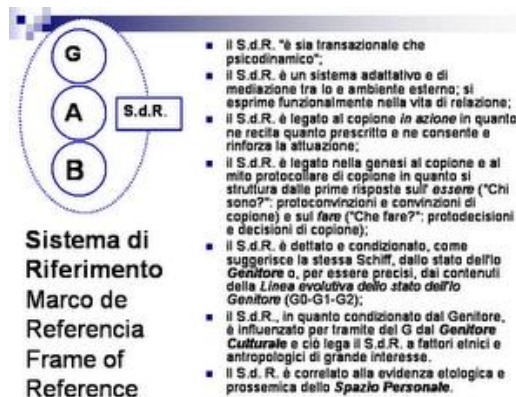 G
A
B
S.d.R.
Sistema di
Riferimento
Marco de
Referencia
Frame of
Reference
il S.d.R. "è sia transazionale che
psicodinamico";
il S.d.R. è un sistema adattativo e di
mediazione tra Io e ambiente esterno; si
esprime funzionalmente nella vita di relazione;
il S.d.R. è legato al copione in azione in quanto
ne recita quanto prescritto e ne consente e
rinforza la attuazione;
il S.d.R. è legato nella genesi al copione e al
mito protocollare di copione in quanto si
struttura dalle prime risposte sull' essere ("Chi
sono?": protoconvinzioni e convinzioni di
copione) e sul fare ("Che fare?": protodecisioni
e decisioni di copione);
il S.d.R. è dettato e condizionato, come
suggerisce la stessa Schiff, dallo stato dell'Io
Genitore o, per essere precisi, dai contenuti
della Linea evolutiva dello stato dell'Io
Genitore (G0-G1-G2);
il S.d.R., in quanto condizionato dal Genitore,
è influenzato per tramite del G dal Genitore
Culturale e ciò lega il S.d.R. a fattori etnici e
antropologici di grande interesse.
Il S.d. R. è correlato alla evidenza etologica e
prossemica dello Spazio Personale.